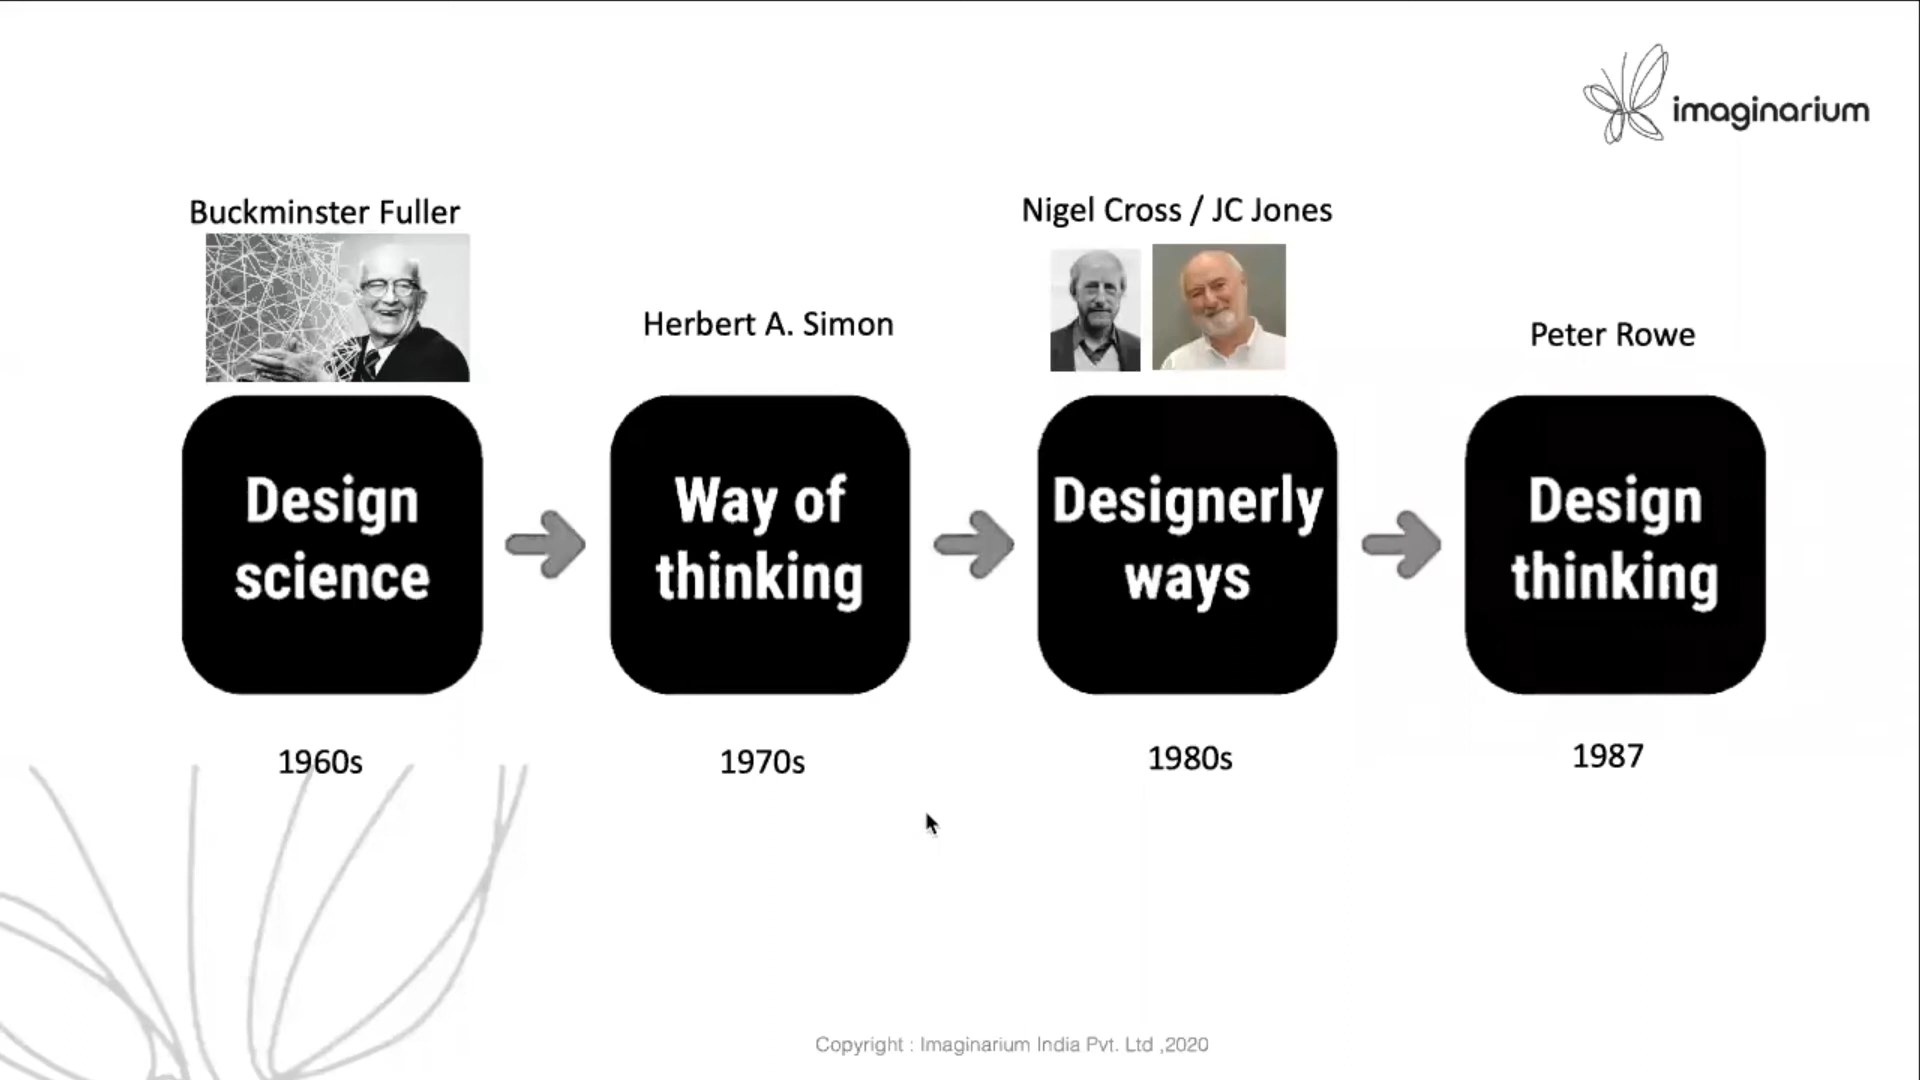 imaginarium
Buckminster Fuller
Herbert A. Simon
Nigel Cross / JC Jones
Peter Rowe
Design
science
Way of
thinking
Designerly
ways
Design
thinking
1960s
1970s
1980s
1987
Copyright : Imaginarium India Pvt. Ltd ,2020